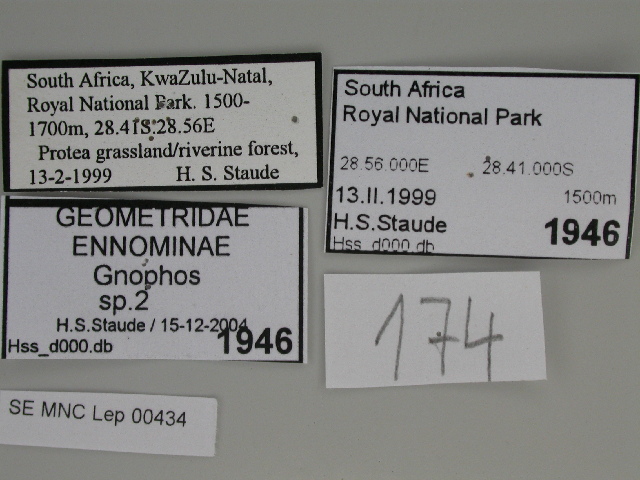 South Africa, KwaZulu-Natal,
Royal National Park. 1500-
1700m, 28.41S:28.56E
Protea grassland/riverine forest,
13-2-1999 H. S. Staude
South Africa
Royal National Park
28.56.000E 28.41.000S
13.II.1999 1500m
H.S.Staude
Hss_d000.db 1946
GEOMETRIDAE
ENNOMINAE
Gnophos
sp.2
H.S.Staude / 15-12-2004
Hss_d000.db 1946
174
SE MNC Lep 00434